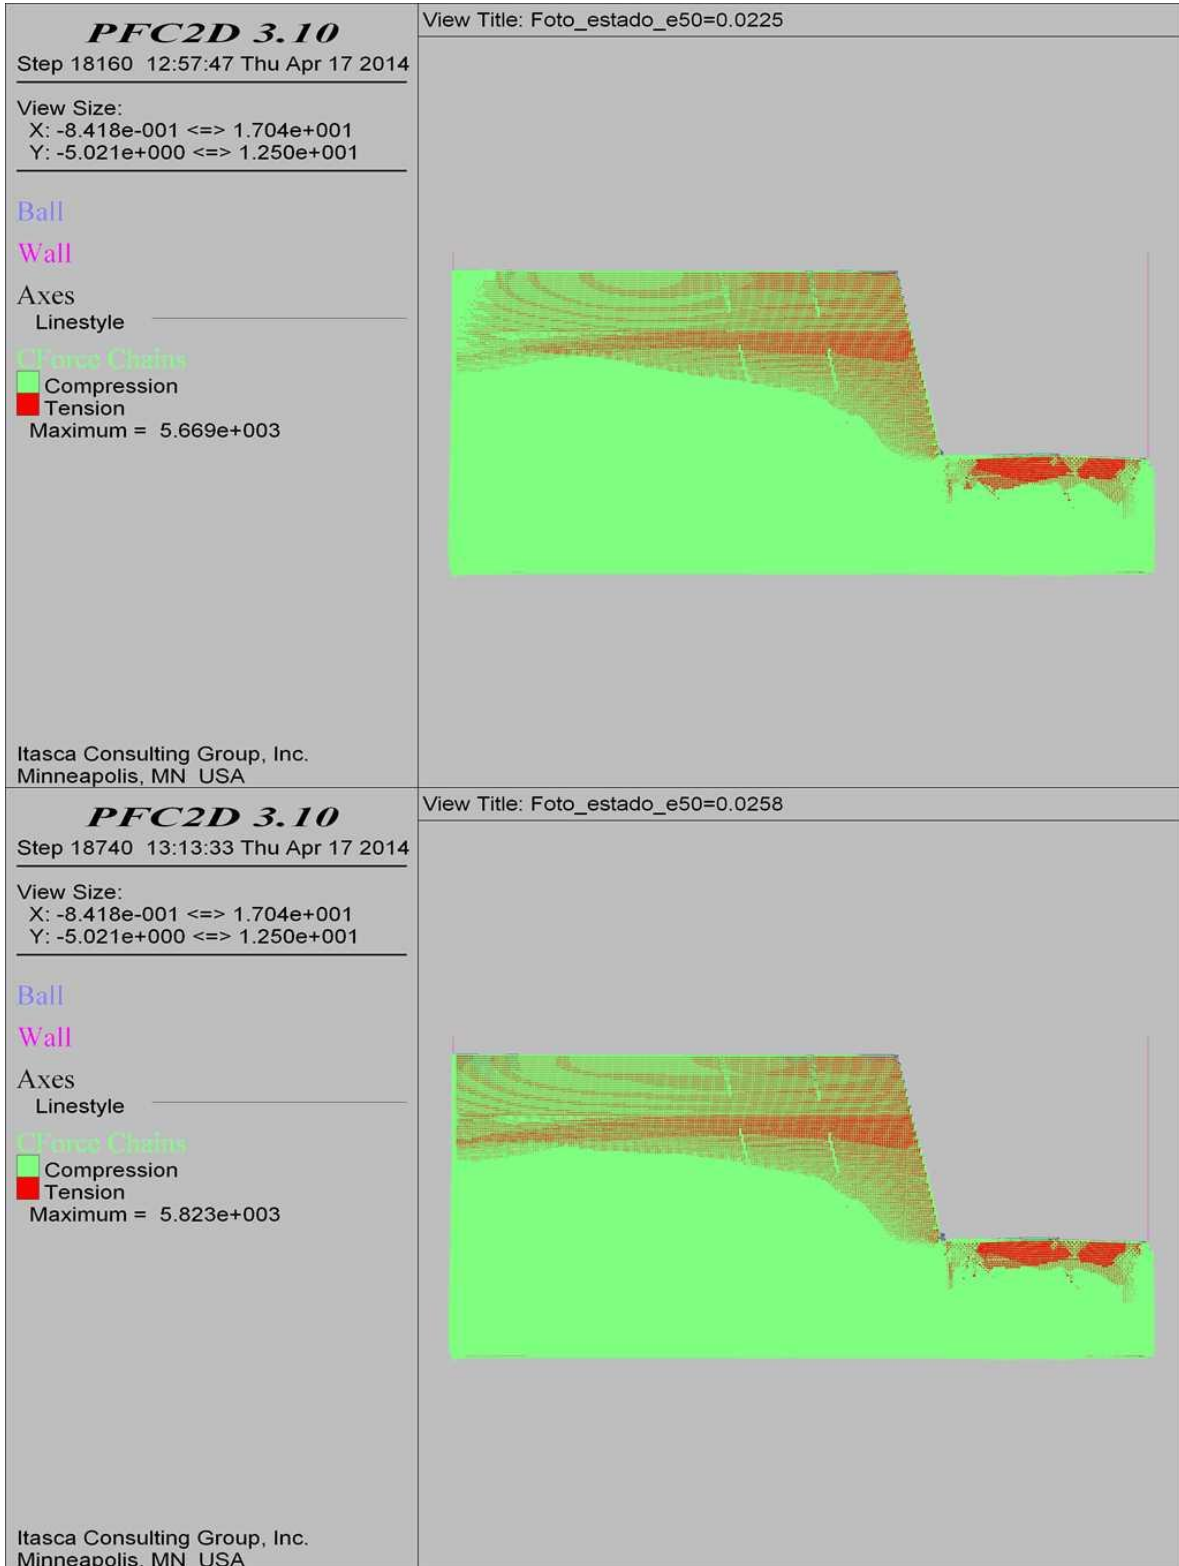 PFC2D 3.10
Step 18160 12:57:47 Thu Apr 17 2014
View Size:
X: -8.418e-001 <=> 1.704e+001
Y: -5.021e+000 <=> 1.250e+001
Ball
Wall
Axes
Linestyle
CForce Chains
Compression
Tension
Maximum = 5.669e+003
Itasca Consulting Group, Inc.
Minneapolis, MN USA
View Title: Foto_estado_e50=0.0225
PFC2D 3.10
Step 18740 13:13:33 Thu Apr 17 2014
View Size:
X: -8.418e-001 <=> 1.704e+001
Y: -5.021e+000 <=> 1.250e+001
Ball
Wall
Axes
Linestyle
CForce Chains
Compression
Tension
Maximum = 5.823e+003
Itasca Consulting Group, Inc.
Minneapolis, MN USA
View Title: Foto_estado_e50=0.0258